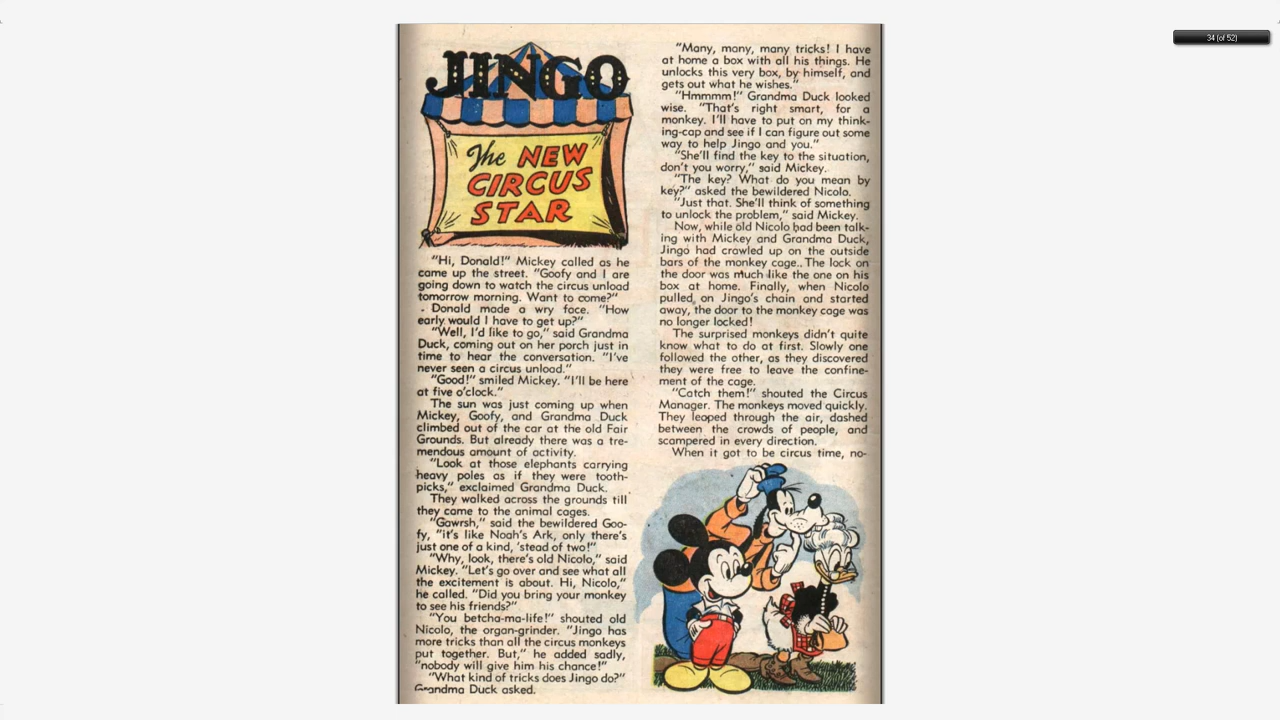 34 (of 52)
JINGO
The NEW
CIRCUS
STAR
"Hi, Donald!" Mickey called as he
came up the street. "Goofy and I are
going down to watch the circus unload
tomorrow morning. Want to come?"
Donald made a wry face. "How
early would I have to get up?"
"Well, I'd like to go," said Grandma
Duck, coming out on her porch just in
time to hear the conversation. "I've
never seen a circus unload."
"Good!" smiled Mickey. "I'll be here
at five o'clock."
The sun was just coming up when
Mickey, Goofy, and Grandma Duck
climbed out of the car at the old Fair
Grounds. But already there was a tre-
mendous amount of activity.
"Look at those elephants carrying
heavy poles as if they were tooth-
picks," exclaimed Grandma Duck.
They walked across the grounds till
they came to the animal cages.
"Gawrsh," said the bewildered Goo-
fy, "it's like Noah's Ark, only there's
just one of a kind, 'stead of two!"
"Why, look, there's old Nicolo," said
Mickey. "Let's go over and see what all
the excitement is about. Hi, Nicolo,"
he called. "Did you bring your monkey
to see his friends?"
"You betcha-ma-life!" shouted old
Nicolo, the organ-grinder. "Jingo has
more tricks than all the circus monkeys
put together. But," he added sadly,
"nobody will give him his chance!"
"What kind of tricks does Jingo do?"
Grandma Duck asked.
"Many, many, many tricks! I have
at home a box with all his things. He
unlocks this very box, by himself, and
gets out what he wishes."
"Hmmmm!" Grandma Duck looked
wise. "That's right smart, for a
monkey. I'll have to put on my think-
ing-cap and see if I can figure out some
way to help Jingo and you."
"She'll find the key to the situation,
don't you worry," said Mickey.
"The key? What do you mean by
key?" asked the bewildered Nicolo.
"Just that. She'll think of something
to unlock the problem," said Mickey.
Now, while old Nicolo had been talk-
ing with Mickey and Grandma Duck,
Jingo had crawled up on the outside
bars of the monkey cage. The lock on
the door was much like the one on his
box at home. Finally, when Nicolo
pulled on Jingo's chain and started
away, the door to the monkey cage was
no longer locked!
The surprised monkeys didn't quite
know what to do at first. Slowly one
followed the other, as they discovered
they were free to leave the confine-
ment of the cage.
"Catch them!" shouted the Circus
Manager. The monkeys moved quickly.
They leaped through the air, dashed
between the crowds of people, and
scampered in every direction.
When it got to be circus time, no-